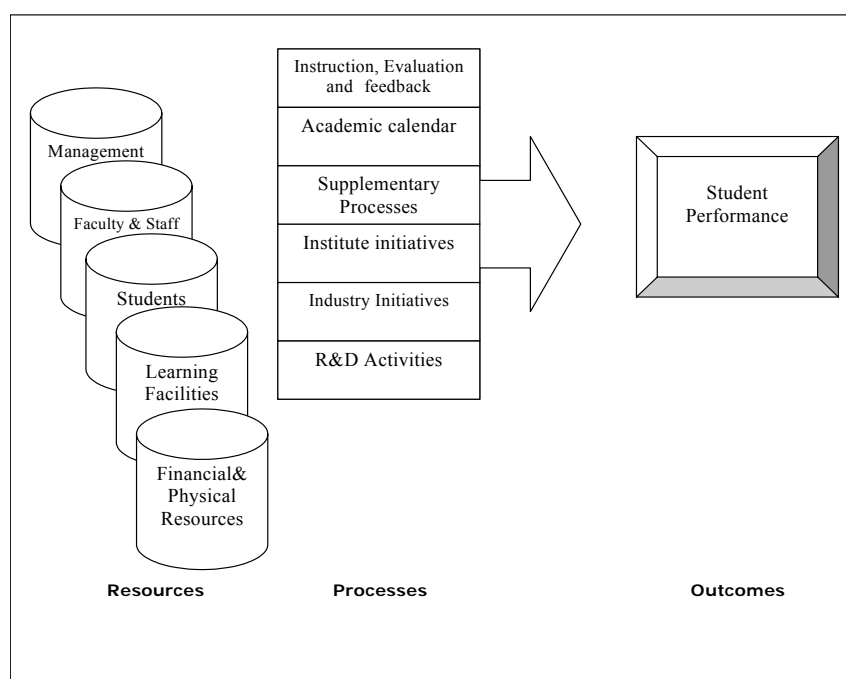 Management
Faculty & Staff
Students
Learning
Facilities
Financial&
Physical
Resources
Resources
Instruction, Evaluation
and feedback
Academic calendar
Supplementary
Processes
Institute initiatives
Industry Initiatives
R&D Activities
Processes
Student
Performance
Outcomes